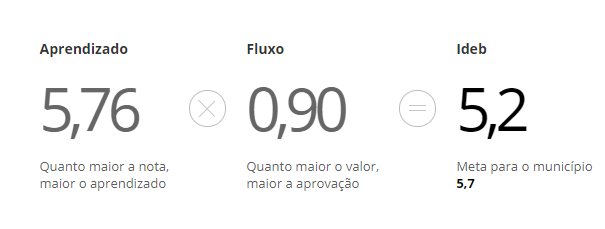 Aprendizado
Fluxo
Ideb
5,76
0,90
5,2
Quanto maior a nota,
maior o aprendizado
Quanto maior o valor,
maior a aprovação
Meta para o município
5,7